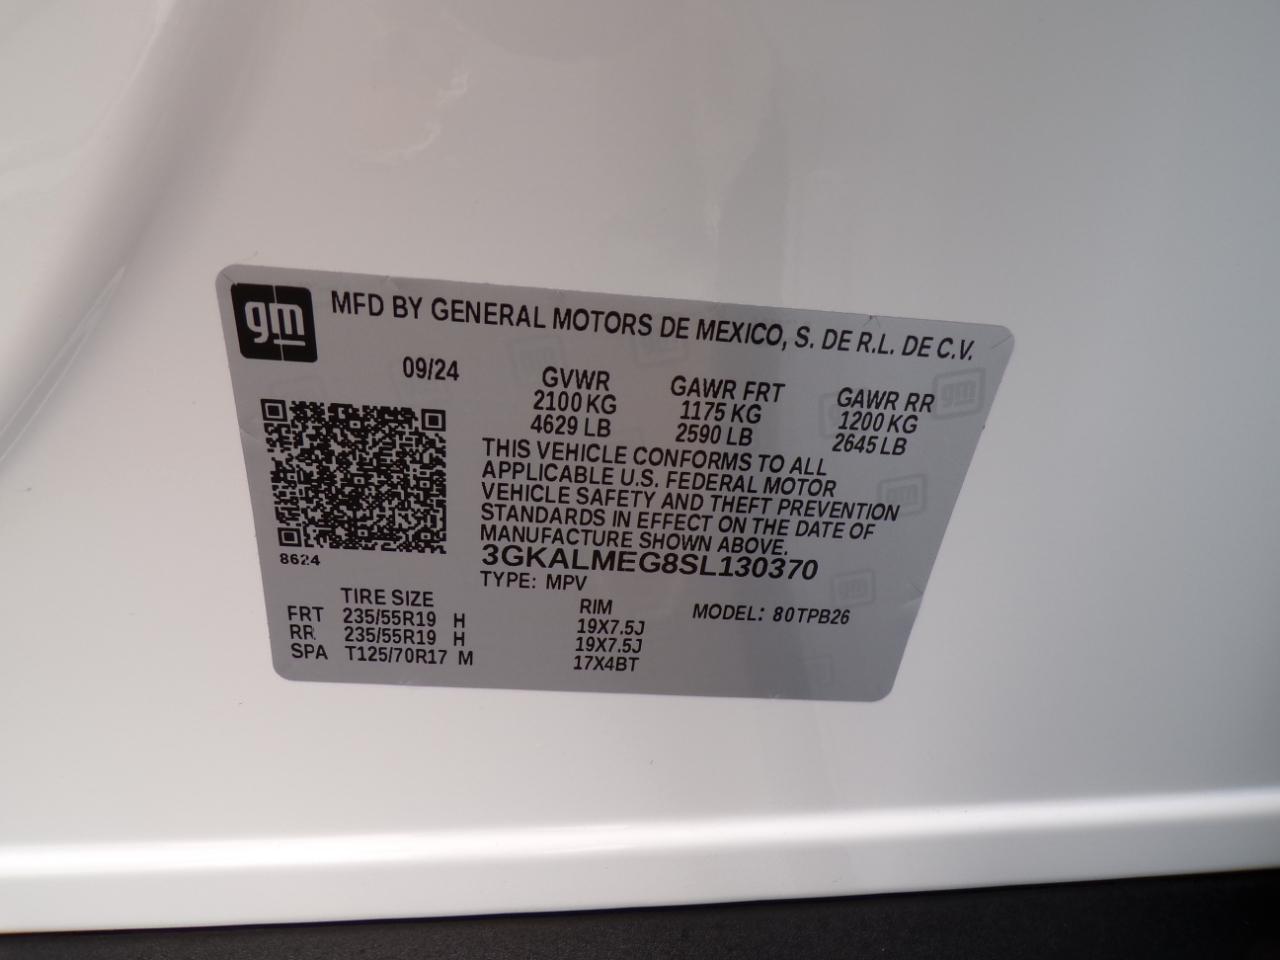 gm
MFD BY GENERAL MOTORS DE MEXICO, S. DE R.L. DE C.V.
09/24
GVWR
2100 KG
4629 LB
GAWR FRT
1175 KG
2590 LB
GAWR RR
1200 KG
2645 LB
THIS VEHICLE CONFORMS TO ALL
APPLICABLE U.S. FEDERAL MOTOR
VEHICLE SAFETY AND THEFT PREVENTION
STANDARDS IN EFFECT ON THE DATE OF
MANUFACTURE SHOWN ABOVE.
3GKALMEG8SL130370
TYPE: MPV
8624
TIRE SIZE RIM MODEL: 80TPB26
FRT 235/55R19 H 19X7.5J
RR 235/55R19 H 19X7.5J
SPA T125/70R17 M 17X4BT